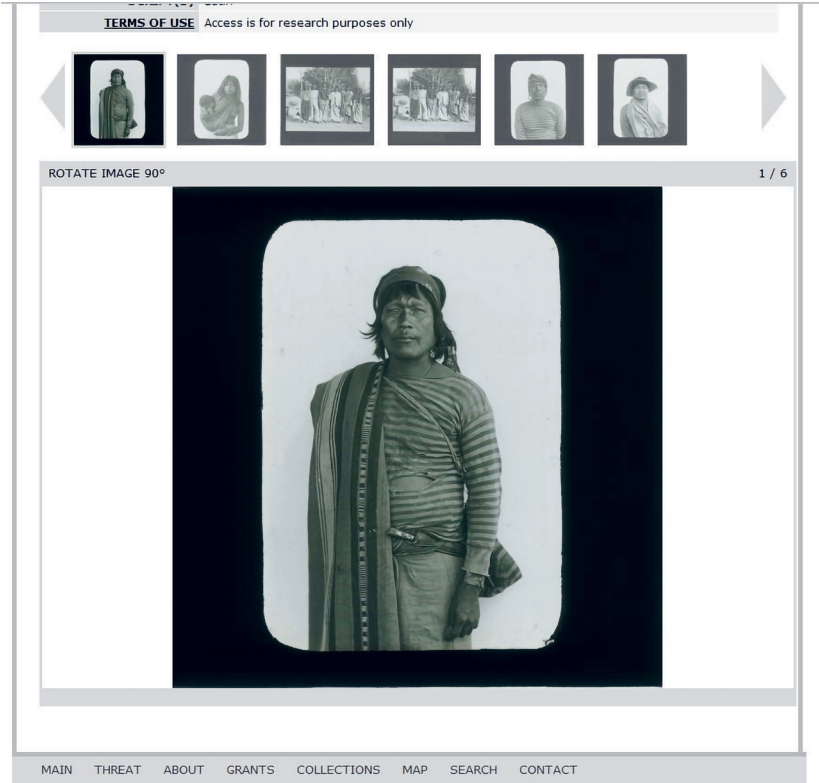 TERMS OF USE Access is for research purposes only
ROTATE IMAGE 90° 1 / 6
MAIN THREAT ABOUT GRANTS COLLECTIONS MAP SEARCH CONTACT